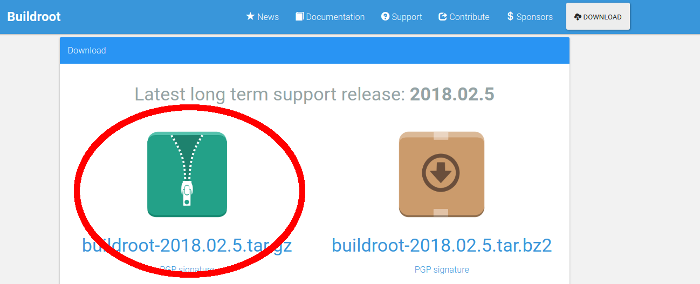 Buildroot
News
Documentation
Support
Contribute
$ Sponsors
DOWNLOAD
Download
Latest long term support release: 2018.02.5
buildroot-2018.02.5.tar.gz
buildroot-2018.02.5.tar.bz2
PGP signature
PGP signature